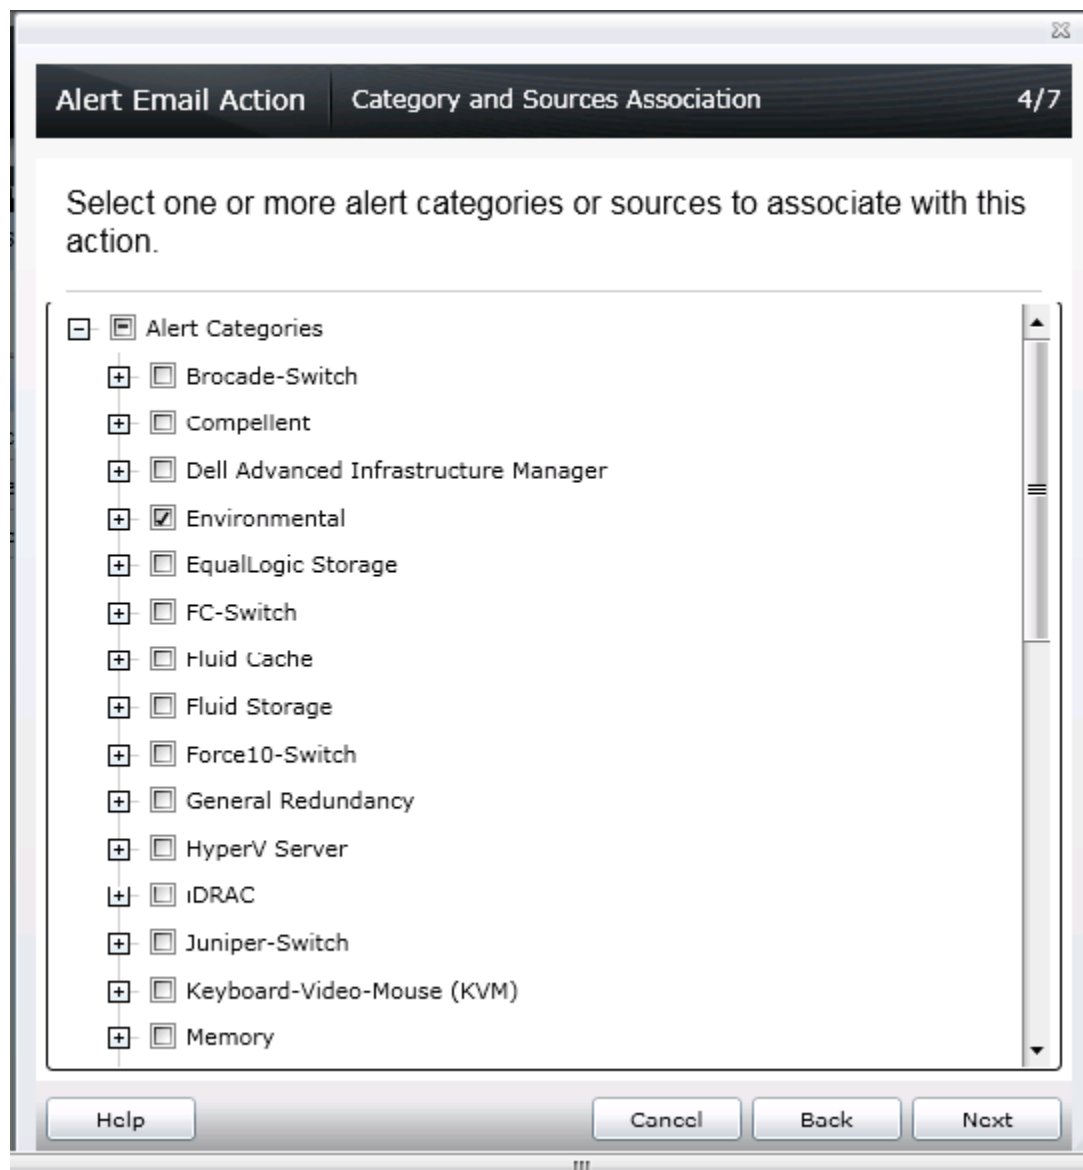 Alert Email Action
Category and Sources Association
4/7
Select one or more alert categories or sources to associate with this
action.
Alert Categories
Brocade-Switch
Compellent
Dell Advanced Infrastructure Manager
Environmental
EqualLogic Storage
FC-Switch
Fluid Cache
Fluid Storage
Force10-Switch
General Redundancy
HyperV Server
iDRAC
Juniper-Switch
Keyboard-Video-Mouse (KVM)
Memory
Help
Cancel
Back
Next